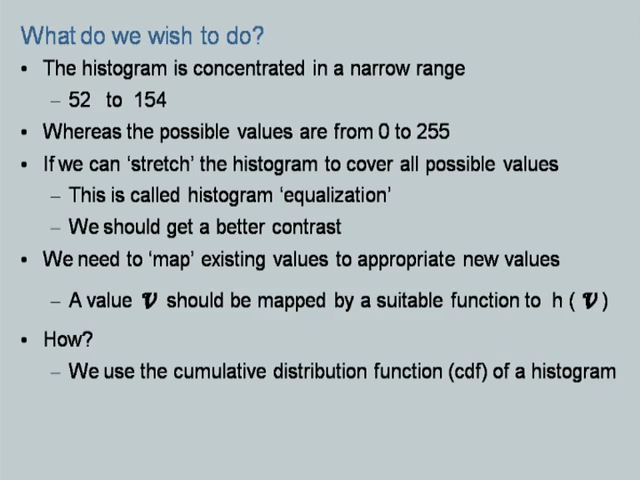 What do we wish to do?
• The histogram is concentrated in a narrow range
– 52 to 154
• Whereas the possible values are from 0 to 255
• If we can ‘stretch’ the histogram to cover all possible values
– This is called histogram ‘equalization’
– We should get a better contrast
• We need to ‘map’ existing values to appropriate new values
– A value v should be mapped by a suitable function to h ( v )
• How?
– We use the cumulative distribution function (cdf) of a histogram